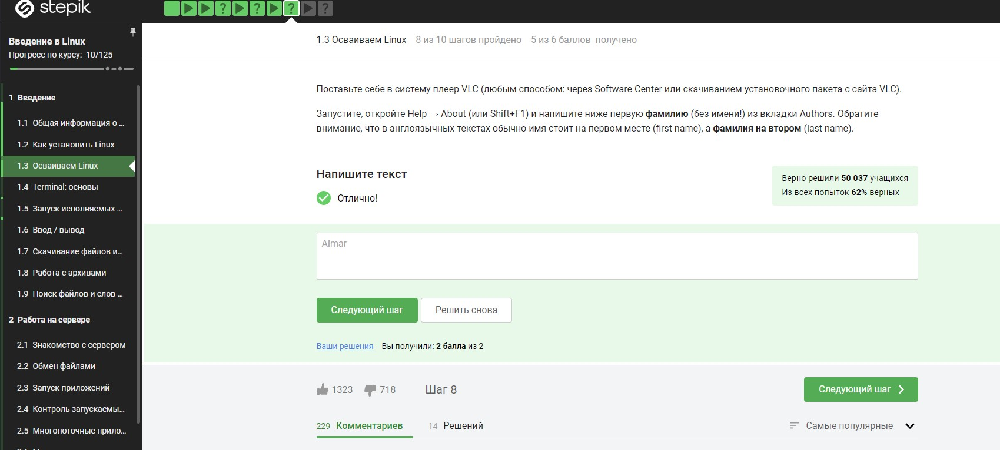 stepik
Введение в Linux
Прогресс по курсу: 10/125
1 Введение
1.1 Общая информация о ...
1.2 Как установить Linux
1.3 Осваиваем Linux
1.4 Terminal: основы
1.5 Запуск исполняемых ...
1.6 Ввод / вывод
1.7 Скачивание файлов и...
1.8 Работа с архивами
1.9 Поиск файлов и слов ...
2 Работа на сервере
2.1 Знакомство с сервером
2.2 Обмен файлами
2.3 Запуск приложений
2.4 Контроль запускаемы...
2.5 Многопоточные прило...
1.3 Осваиваем Linux 8 из 10 шагов пройдено 5 из 6 баллов получено
Поставьте себе в систему плеер VLC (любым способом: через Software Center или скачиванием установочного пакета с сайта VLC).
Запустите, откройте Help → About (или Shift+F1) и напишите ниже первую фамилию (без имени!) из вкладки Authors. Обратите
внимание, что в англоязычных текстах обычно имя стоит на первом месте (first name), а фамилия на втором (last name).
Напишите текст
Отлично!
Верно решили 50 037 учащихся
Из всех попыток 62% верных
Aimar
Следующий шаг
Решить снова
Ваши решения Вы получили: 2 балла из 2
1323 718 Шаг 8
Следующий шаг
229 Комментариев 14 Решений
Самые популярные